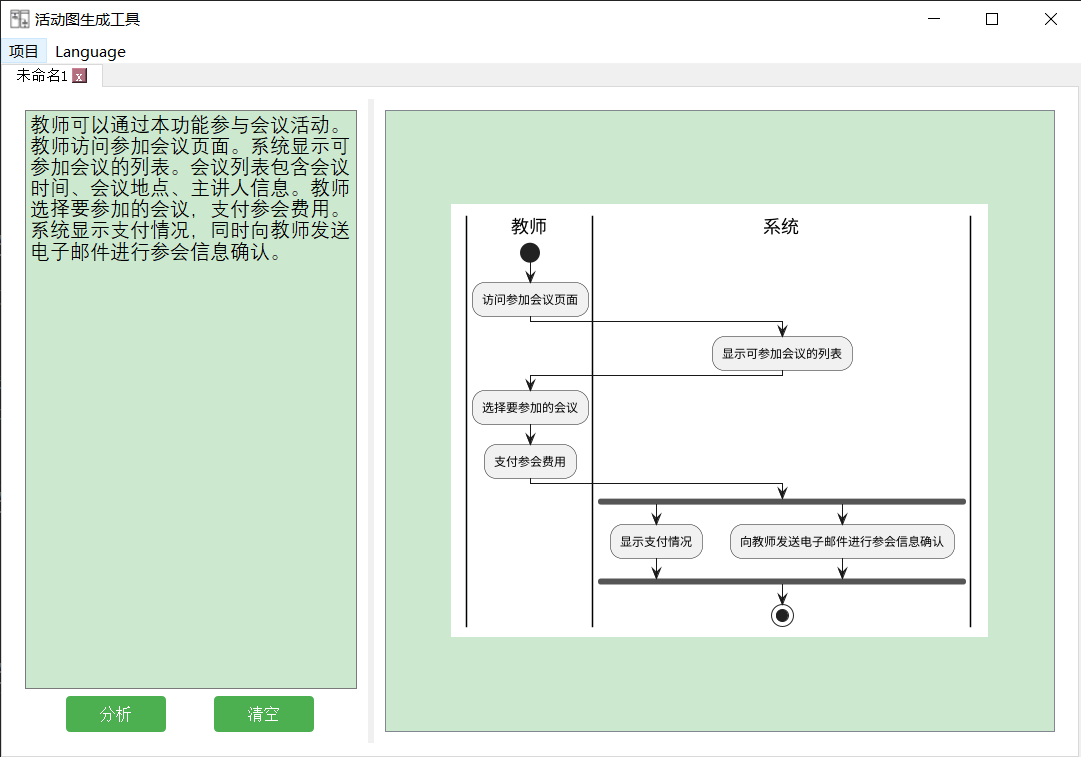 活动图生成工具
项目 Language
未命名1 x
教师可以通过本功能参与会议活动。
教师访问参加会议页面。系统显示可
参加会议的列表。会议列表包含会议
时间、会议地点、主讲人信息。教师
选择要参加的会议，支付参会费用。
系统显示支付情况，同时向教师发送
电子邮件进行参会信息确认。
分析 清空
教师 系统
访问参加会议页面
显示可参加会议的列表
选择要参加的会议
支付参会费用
显示支付情况 向教师发送电子邮件进行参会信息确认